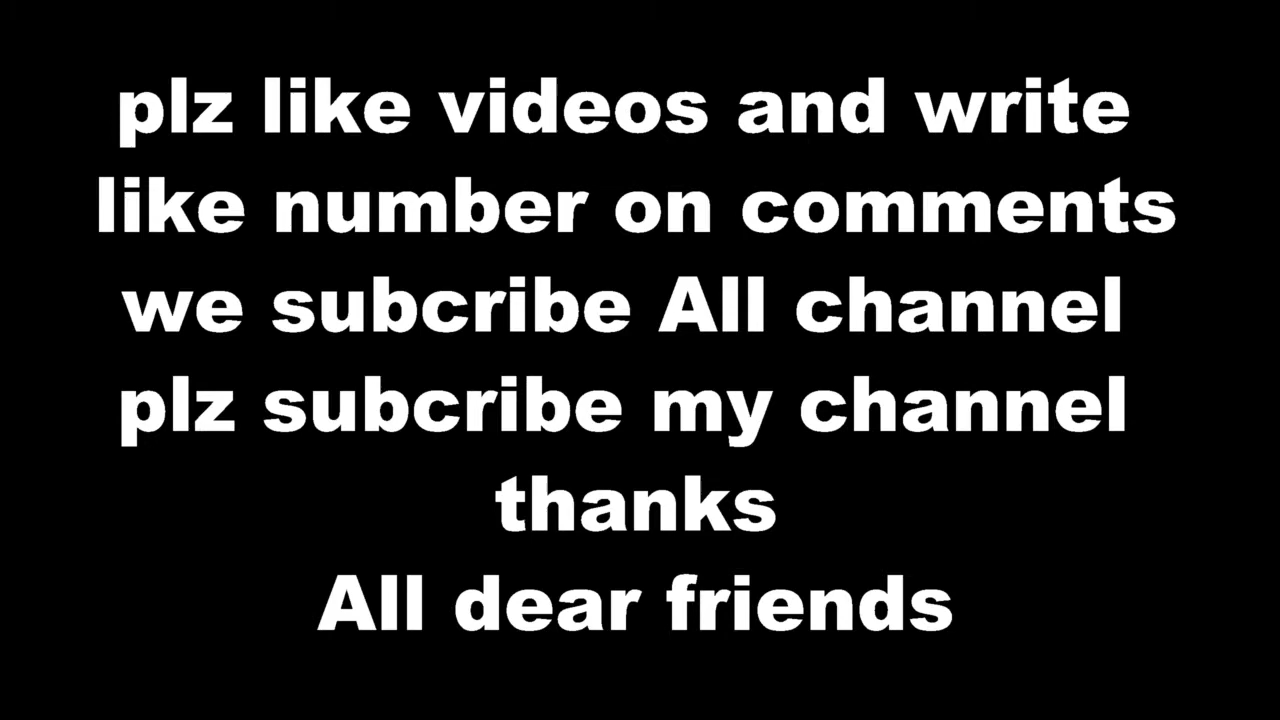 plz like videos and write
like number on comments
we subcribe All channel
plz subcribe my channel
thanks
All dear friends